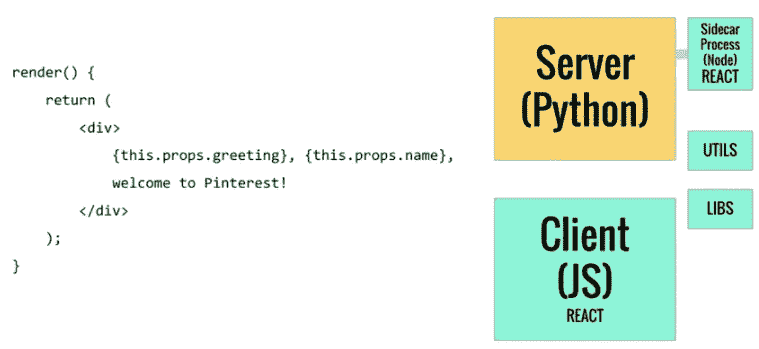 render() {
    return (
        <div>
            {this.props.greeting}, {this.props.name},
            welcome to Pinterest!
        </div>
    );
}
Server
(Python)
Sidecar
Process
(Node)
REACT
UTILS
LIBS
Client
(JS)
REACT